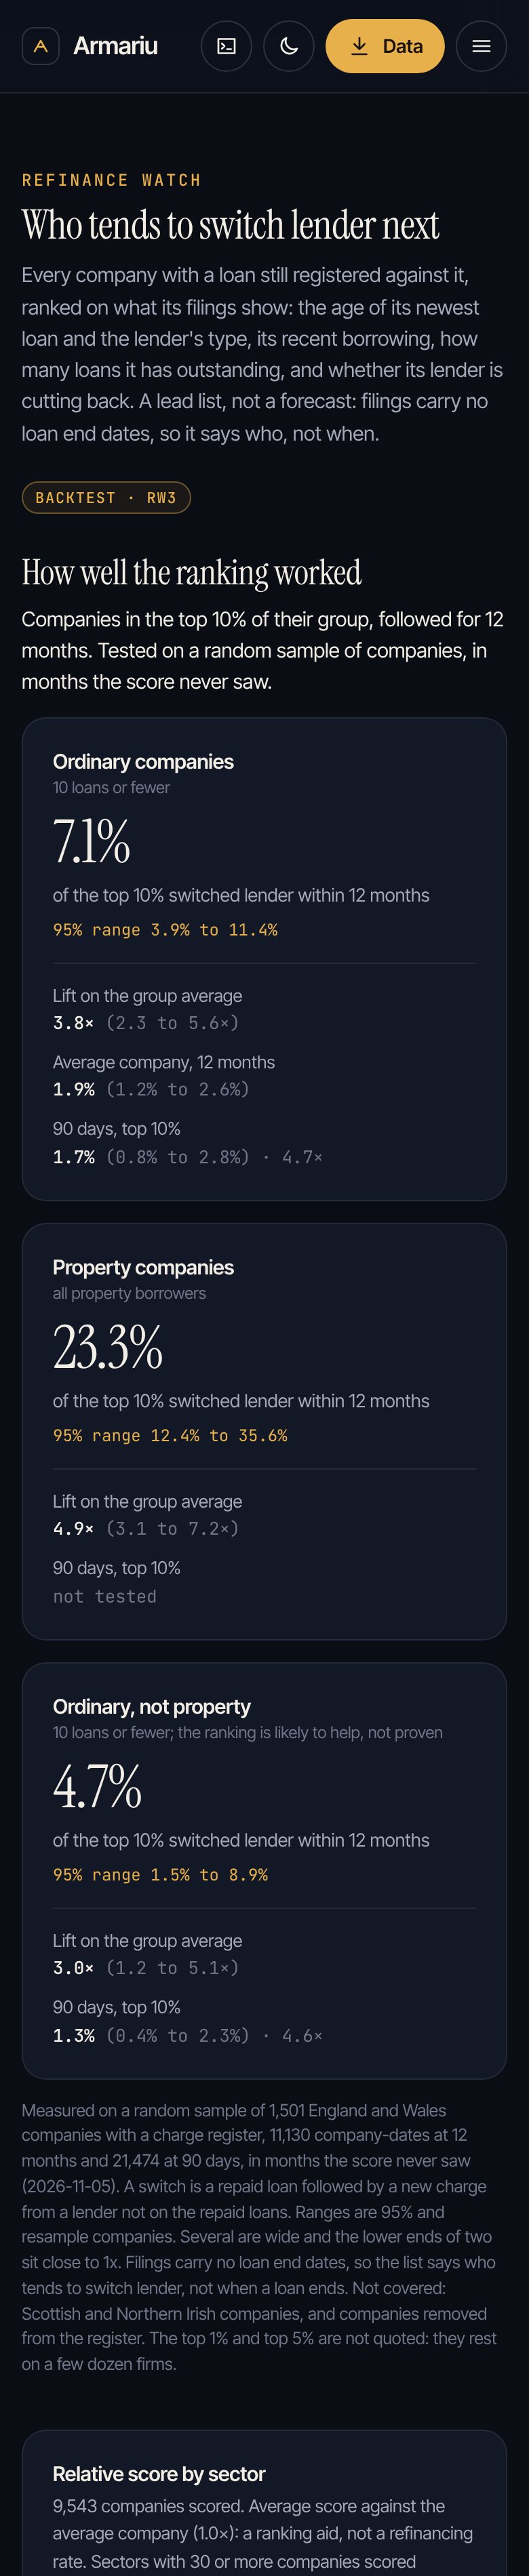 Armariu
Data
REFINANCE WATCH
Who tends to switch lender next
Every company with a loan still registered against it,
ranked on what its filings show: the age of its newest
loan and the lender's type, its recent borrowing, how
many loans it has outstanding, and whether its lender is
cutting back. A lead list, not a forecast: filings carry no
loan end dates, so it says who, not when.
BACKTEST · RW3
How well the ranking worked
Companies in the top 10% of their group, followed for 12
months. Tested on a random sample of companies, in
months the score never saw.
Ordinary companies
10 loans or fewer
7.1%
of the top 10% switched lender within 12 months
95% range 3.9% to 11.4%
Lift on the group average
3.8× (2.3 to 5.6×)
Average company, 12 months
1.9% (1.2% to 2.6%)
90 days, top 10%
1.7% (0.8% to 2.8%) · 4.7×
Property companies
all property borrowers
23.3%
of the top 10% switched lender within 12 months
95% range 12.4% to 35.6%
Lift on the group average
4.9× (3.1 to 7.2×)
90 days, top 10%
not tested
Ordinary, not property
10 loans or fewer; the ranking is likely to help, not proven
4.7%
of the top 10% switched lender within 12 months
95% range 1.5% to 8.9%
Lift on the group average
3.0× (1.2 to 5.1×)
90 days, top 10%
1.3% (0.4% to 2.3%) · 4.6×
Measured on a random sample of 1,501 England and Wales
companies with a charge register, 11,130 company-dates at 12
months and 21,474 at 90 days, in months the score never saw
(2026-11-05). A switch is a repaid loan followed by a new charge
from a lender not on the repaid loans. Ranges are 95% and
resample companies. Several are wide and the lower ends of two
sit close to 1x. Filings carry no loan end dates, so the list says who
tends to switch lender, not when a loan ends. Not covered:
Scottish and Northern Irish companies, and companies removed
from the register. The top 1% and top 5% are not quoted: they rest
on a few dozen firms.
Relative score by sector
9,543 companies scored. Average score against the
average company (1.0×): a ranking aid, not a refinancing
rate. Sectors with 30 or more companies scored